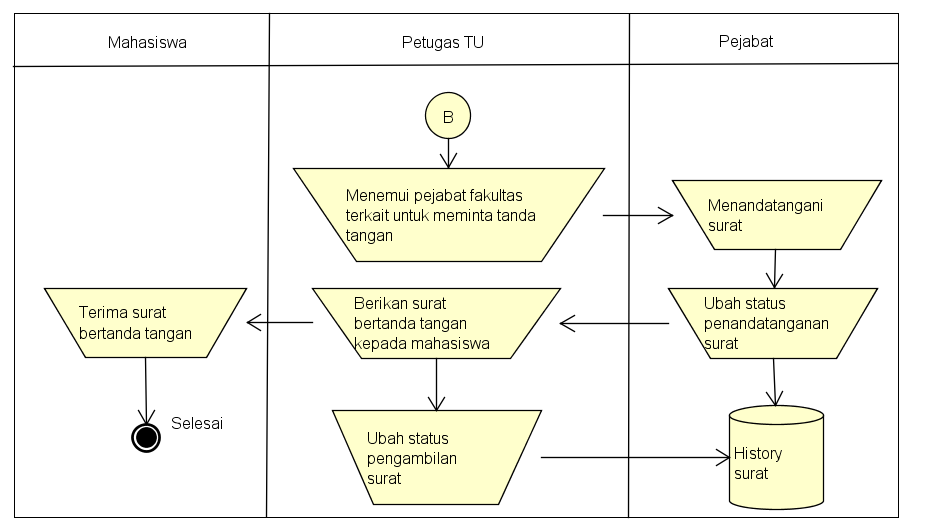 Mahasiswa
Petugas TU
Pejabat
B
Menemui pejabat fakultas
terkait untuk meminta tanda
tangan
Menandatangani
surat
Terima surat
bertanda tangan
Berikan surat
bertanda tangan
kepada mahasiswa
Ubah status
penandatanganan
surat
Selesai
Ubah status
pengambilan
surat
History
surat